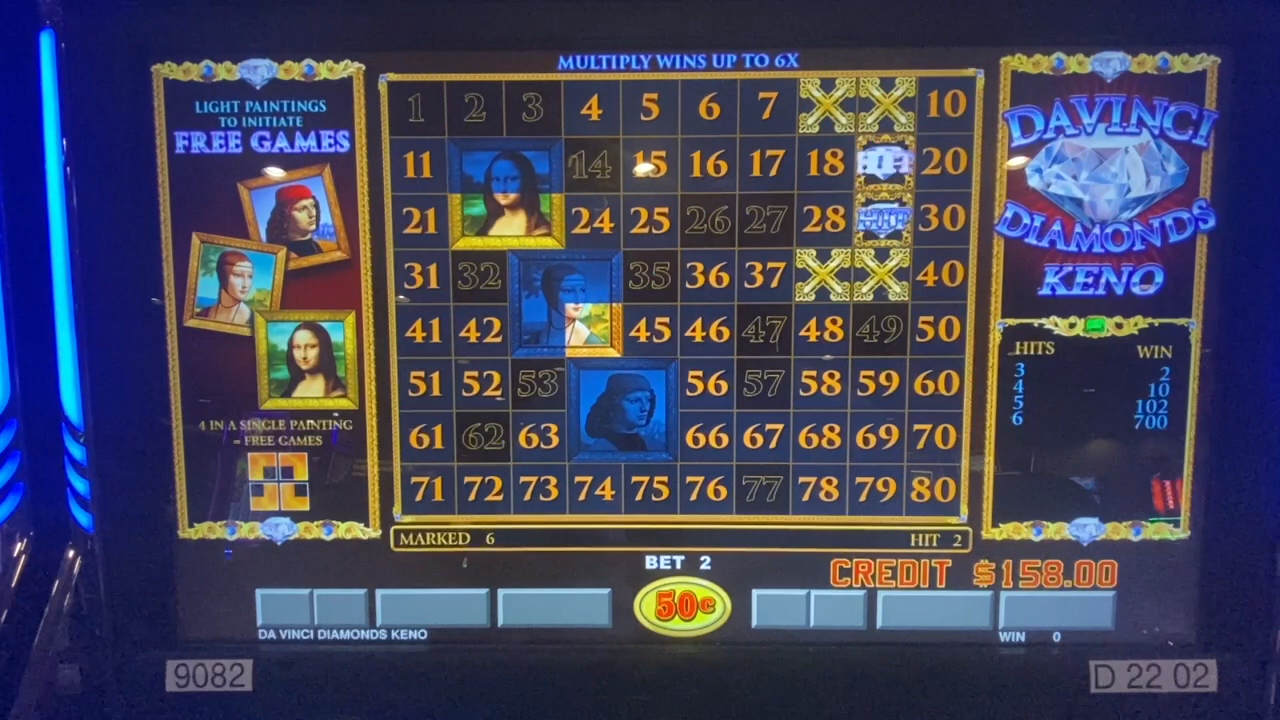 MULTIPLY WINS UP TO 6X
LIGHT PAINTINGS
TO INITIATE
FREE GAMES
4 IN A SINGLE PAINTING
= FREE GAMES
1 2 3 4 5 6 7 10
11 14 15 16 17 18 HIT 20
21 24 25 26 27 28 HIT 30
31 32 35 36 37 40
41 42 45 46 47 48 49 50
51 52 53 56 57 58 59 60
61 62 63 66 67 68 69 70
71 72 73 74 75 76 77 78 79 80
MARKED 6 HIT 2
DAVINCI
DIAMONDS
KENO
HITS WIN
3 2
4 10
5 102
6 700
BET 2
CREDIT $158.00
50¢
DA VINCI DIAMONDS KENO
WIN 0
9082
D 22 02